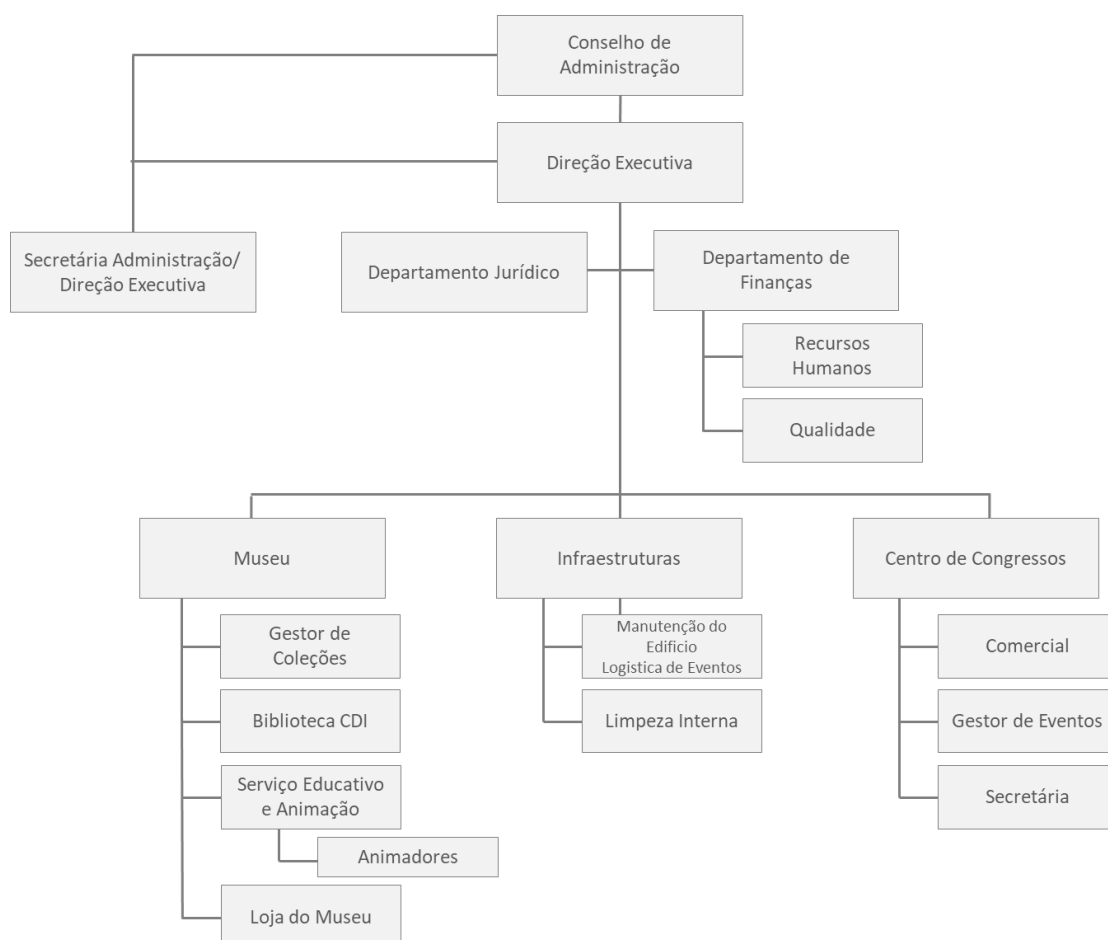 Conselho de
Administração
Direção Executiva
Secretária Administração/
Direção Executiva
Departamento Jurídico
Departamento de
Finanças
Recursos
Humanos
Qualidade
Museu
Infraestruturas
Centro de Congressos
Gestor de
Coleções
Biblioteca CDI
Serviço Educativo
e Animação
Animadores
Loja do Museu
Manutenção do
Edificio
Logistica de Eventos
Limpeza Interna
Comercial
Gestor de Eventos
Secretária